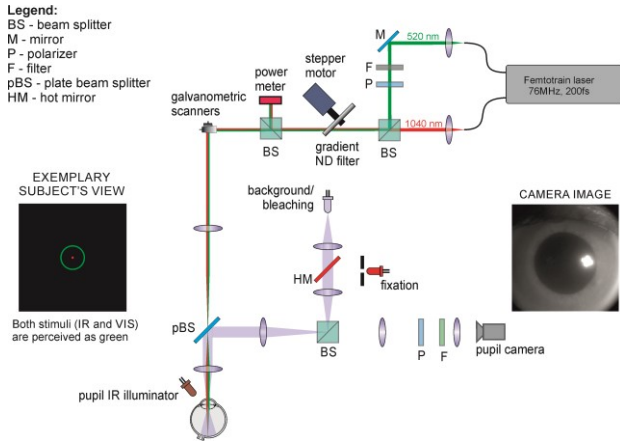 Legend:
BS - beam splitter
M - mirror
P - polarizer
F - filter
pBS - plate beam splitter
HM - hot mirror
M
520 nm
F
P
stepper
motor
power
meter
galvanometric
scanners
BS
gradient
ND filter
BS
1040 nm
Femtotrain laser
76MHz, 200fs
EXEMPLARY
SUBJECT'S VIEW
Both stimuli (IR and VIS)
are perceived as green
background/
bleaching
HM
fixation
CAMERA IMAGE
pBS
BS
P
F
pupil camera
pupil IR illuminator